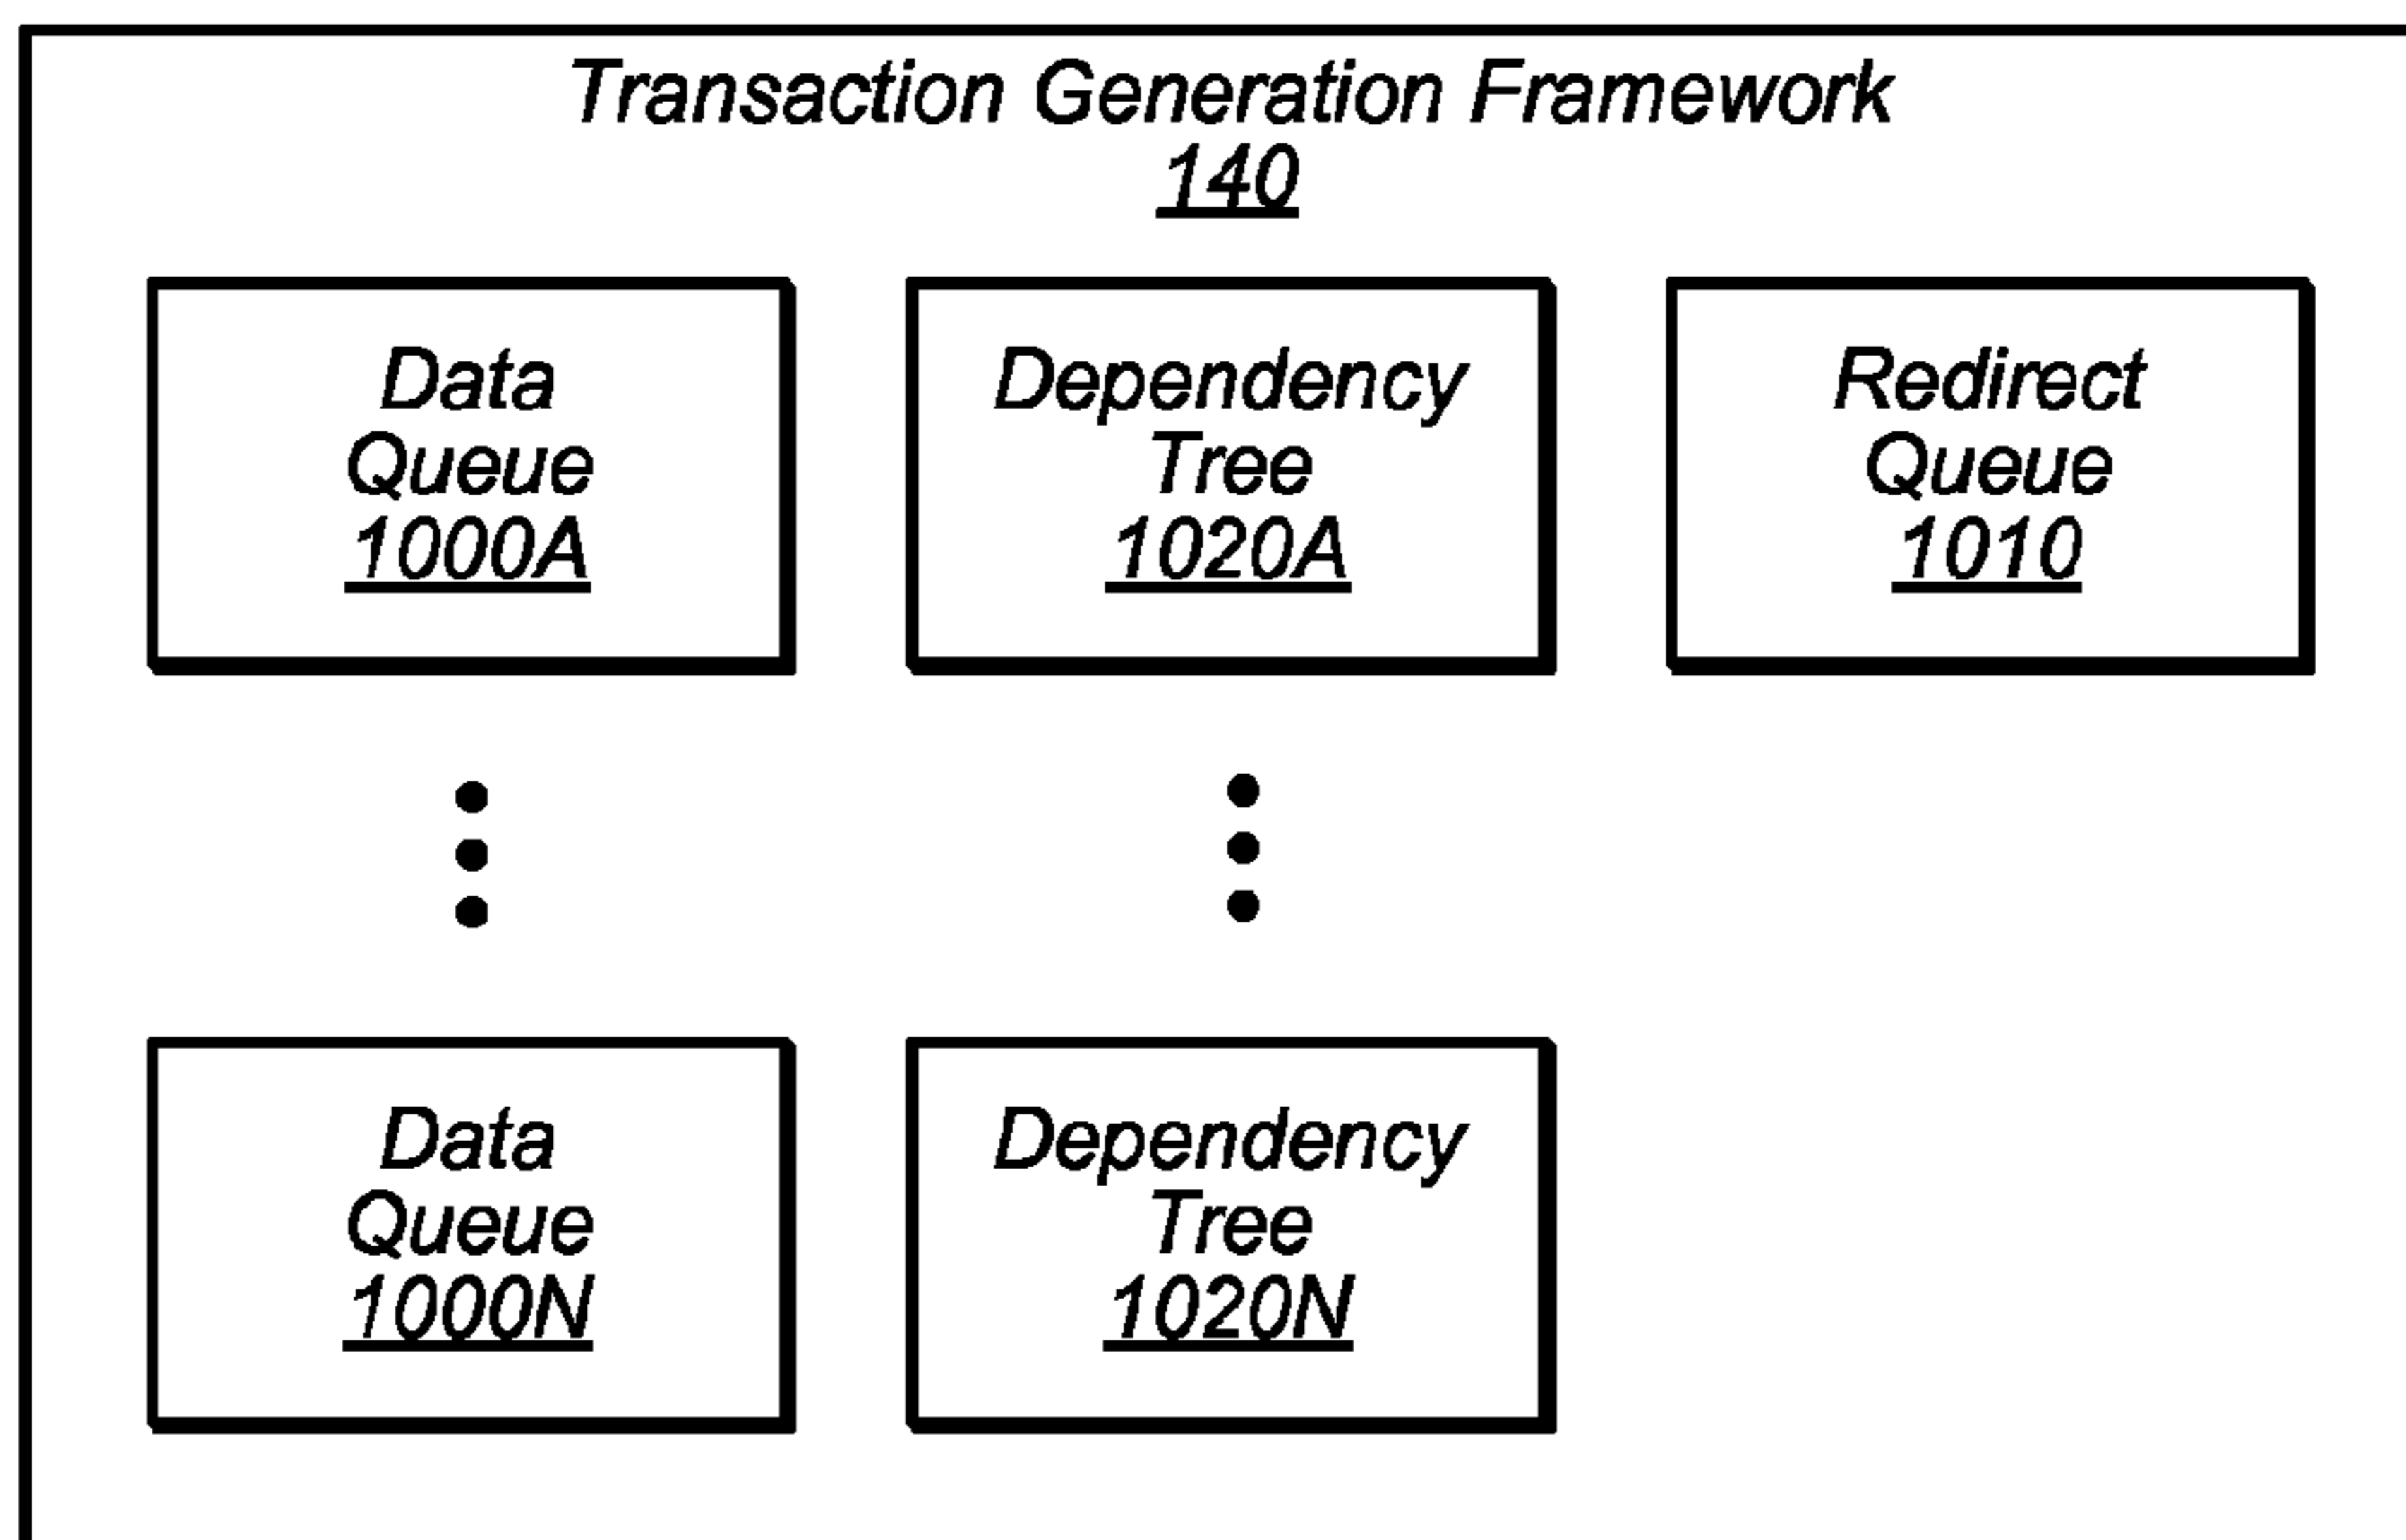 Transaction Generation Framework
140
Data
Queue
1000A
Dependency
Tree
1020A
Redirect
Queue
1010
Data
Queue
1000N
Dependency
Tree
1020N